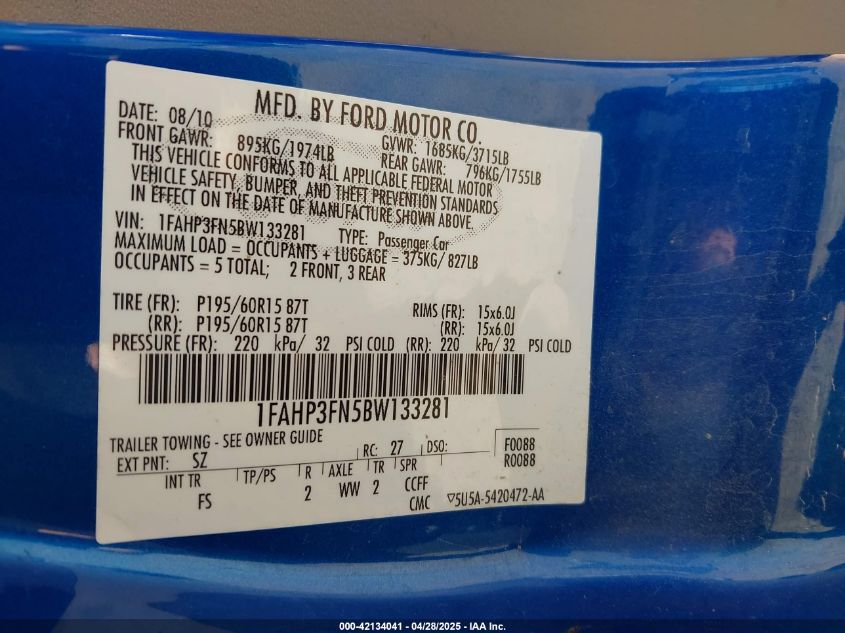 MFD. BY FORD MOTOR CO.
DATE: 08/10 GVWR: 1685KG/3715LB
FRONT GAWR: 895KG/1974LB REAR GAWR: 796KG/1755LB
THIS VEHICLE CONFORMS TO ALL APPLICABLE FEDERAL MOTOR
VEHICLE SAFETY, BUMPER, AND THEFT PREVENTION STANDARDS
IN EFFECT ON THE DATE OF MANUFACTURE SHOWN ABOVE.
VIN: 1FAHP3FN5BW133281 TYPE: Passenger Car
MAXIMUM LOAD = OCCUPANTS + LUGGAGE = 375KG/ 827LB
OCCUPANTS = 5 TOTAL; 2 FRONT, 3 REAR
TIRE (FR): P195/60R15 87T RIMS (FR): 15x6.0J
(RR): P195/60R15 87T (RR): 15x6.0J
PRESSURE (FR): 220 kPa/ 32 PSI COLD (RR): 220 kPa/ 32 PSI COLD
1FAHP3FN5BW133281
TRAILER TOWING - SEE OWNER GUIDE F0088
EXT PNT: SZ RC: 27 DSO: R0088
INT TR TP/PS R AXLE TR SPR
FS 2 WW 2 CCFF
CMC ▽5U5A-5420472-AA
000-42134041 | 04/28/2025 - IAA Inc.